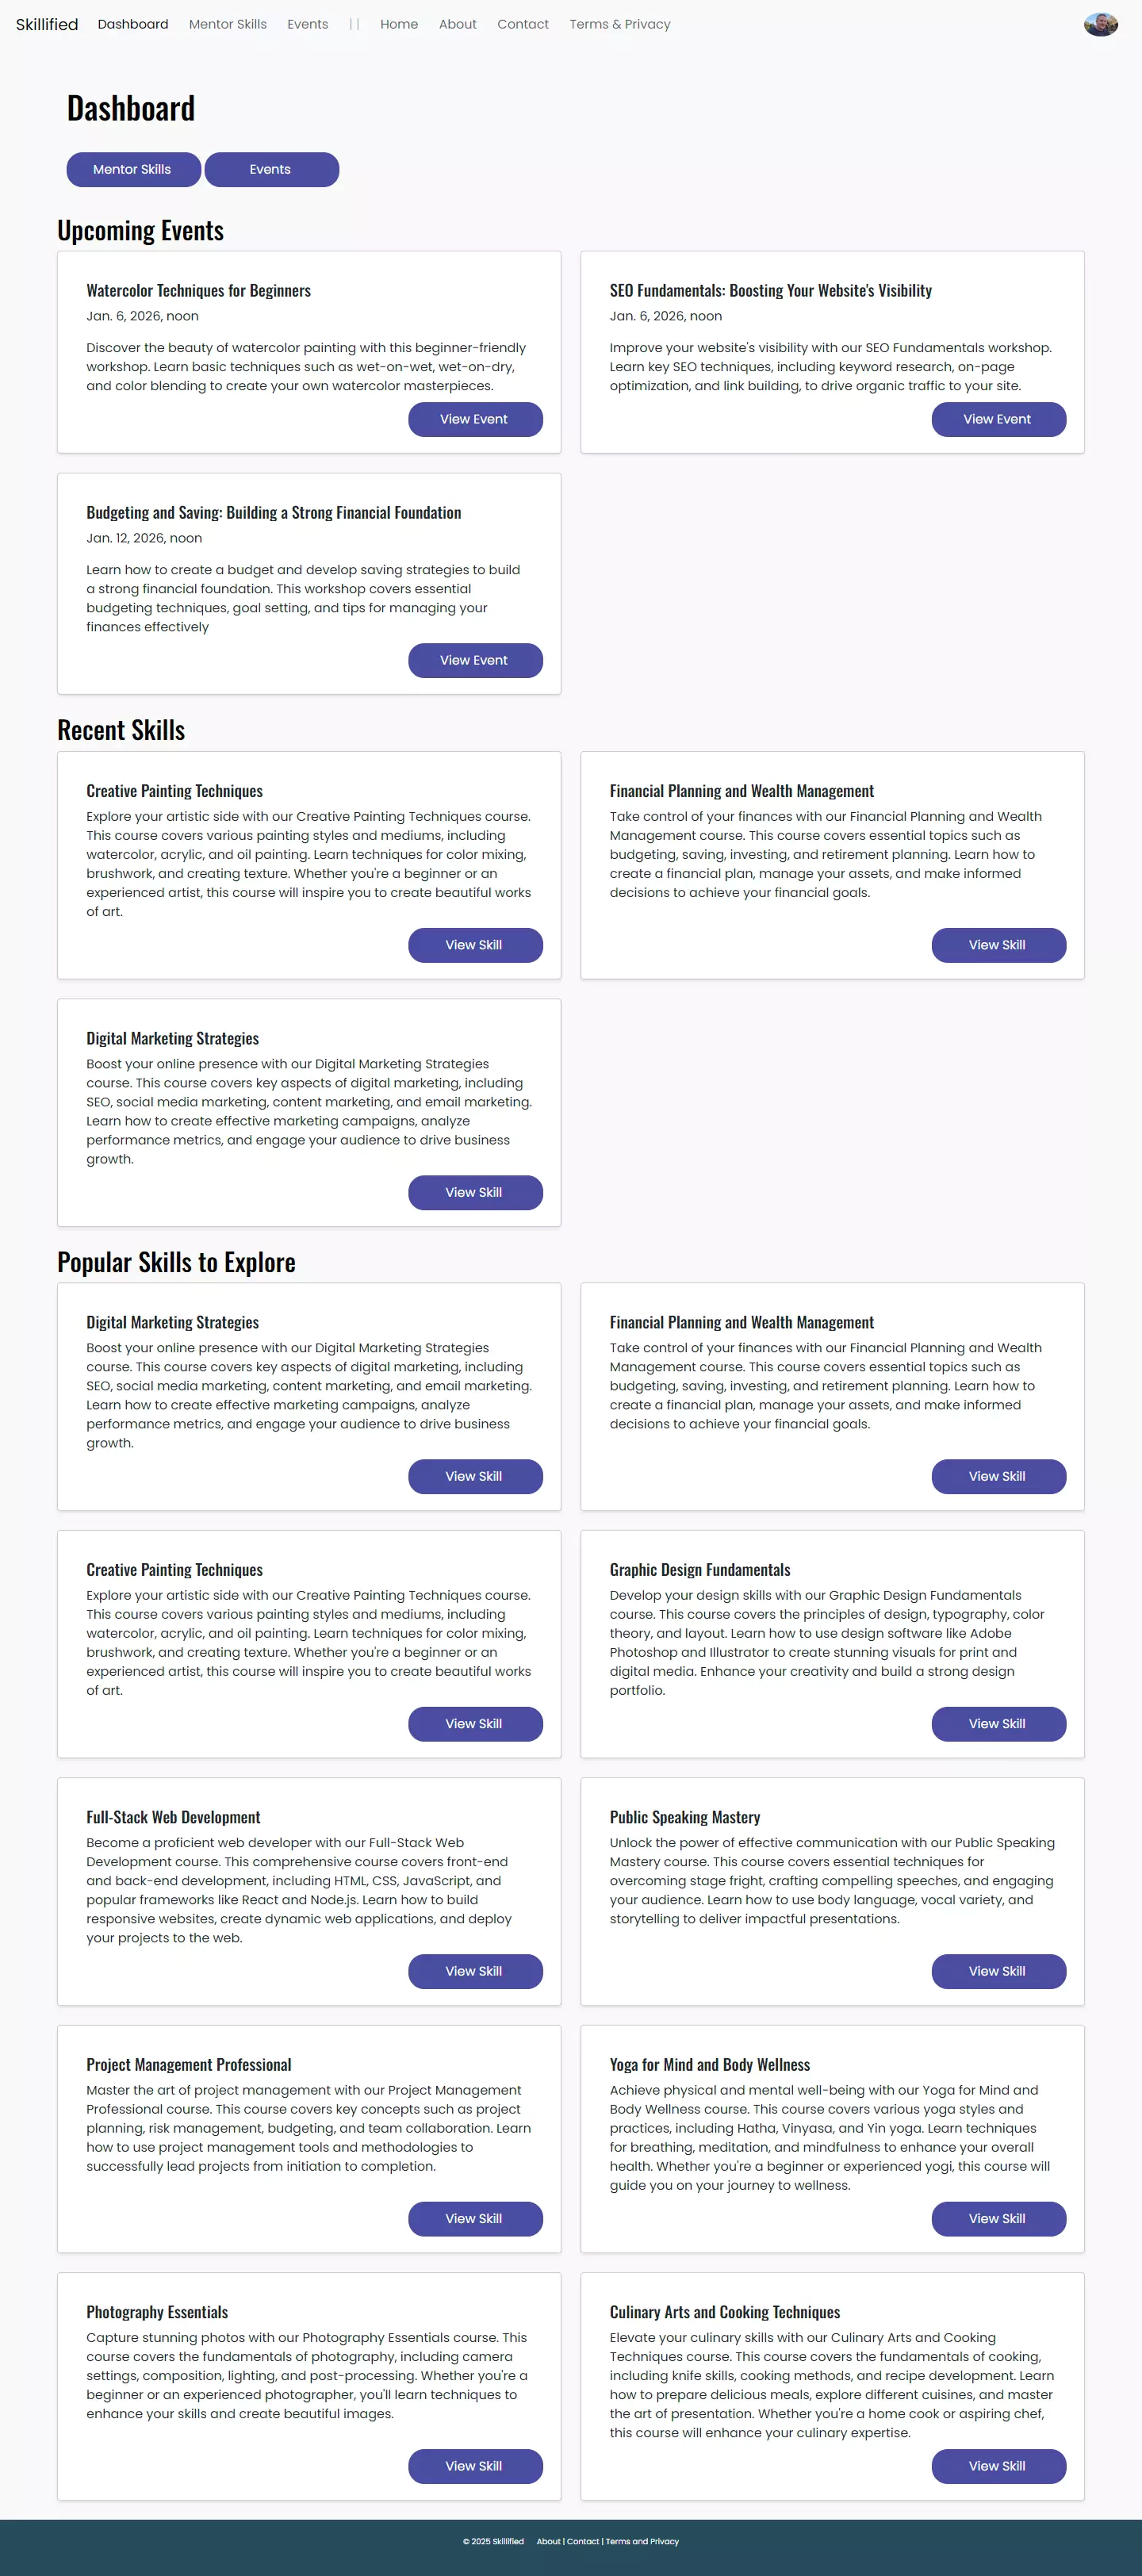 Skillified Dashboard Mentor Skills Events || Home About Contact Terms & Privacy
Dashboard
Mentor Skills Events
Upcoming Events
Watercolor Techniques for Beginners
Jan. 6, 2026, noon
Discover the beauty of watercolor painting with this beginner-friendly
workshop. Learn basic techniques such as wet-on-wet, wet-on-dry,
and color blending to create your own watercolor masterpieces.
View Event
SEO Fundamentals: Boosting Your Website's Visibility
Jan. 6, 2026, noon
Improve your website's visibility with our SEO Fundamentals workshop.
Learn key SEO techniques, including keyword research, on-page
optimization, and link building, to drive organic traffic to your site.
View Event
Budgeting and Saving: Building a Strong Financial Foundation
Jan. 12, 2026, noon
Learn how to create a budget and develop saving strategies to build
a strong financial foundation. This workshop covers essential
budgeting techniques, goal setting, and tips for managing your
finances effectively
View Event
Recent Skills
Creative Painting Techniques
Explore your artistic side with our Creative Painting Techniques course.
This course covers various painting styles and mediums, including
watercolor, acrylic, and oil painting. Learn techniques for color mixing,
brushwork, and creating texture. Whether you're a beginner or an
experienced artist, this course will inspire you to create beautiful works
of art.
View Skill
Financial Planning and Wealth Management
Take control of your finances with our Financial Planning and Wealth
Management course. This course covers essential topics such as
budgeting, saving, investing, and retirement planning. Learn how to
create a financial plan, manage your assets, and make informed
decisions to achieve your financial goals.
View Skill
Digital Marketing Strategies
Boost your online presence with our Digital Marketing Strategies
course. This course covers key aspects of digital marketing, including
SEO, social media marketing, content marketing, and email marketing.
Learn how to create effective marketing campaigns, analyze
performance metrics, and engage your audience to drive business
growth.
View Skill
Popular Skills to Explore
Digital Marketing Strategies
Boost your online presence with our Digital Marketing Strategies
course. This course covers key aspects of digital marketing, including
SEO, social media marketing, content marketing, and email marketing.
Learn how to create effective marketing campaigns, analyze
performance metrics, and engage your audience to drive business
growth.
View Skill
Financial Planning and Wealth Management
Take control of your finances with our Financial Planning and Wealth
Management course. This course covers essential topics such as
budgeting, saving, investing, and retirement planning. Learn how to
create a financial plan, manage your assets, and make informed
decisions to achieve your financial goals.
View Skill
Creative Painting Techniques
Explore your artistic side with our Creative Painting Techniques course.
This course covers various painting styles and mediums, including
watercolor, acrylic, and oil painting. Learn techniques for color mixing,
brushwork, and creating texture. Whether you're a beginner or an
experienced artist, this course will inspire you to create beautiful works
of art.
View Skill
Graphic Design Fundamentals
Develop your design skills with our Graphic Design Fundamentals
course. This course covers the principles of design, typography, color
theory, and layout. Learn how to use design software like Adobe
Photoshop and Illustrator to create stunning visuals for print and
digital media. Enhance your creativity and build a strong design
portfolio.
View Skill
Full-Stack Web Development
Become a proficient web developer with our Full-Stack Web
Development course. This comprehensive course covers front-end
and back-end development, including HTML, CSS, JavaScript, and
popular frameworks like React and Node.js. Learn how to build
responsive websites, create dynamic web applications, and deploy
your projects to the web.
View Skill
Public Speaking Mastery
Unlock the power of effective communication with our Public Speaking
Mastery course. This course covers essential techniques for
overcoming stage fright, crafting compelling speeches, and engaging
your audience. Learn how to use body language, vocal variety, and
storytelling to deliver impactful presentations.
View Skill
Project Management Professional
Master the art of project management with our Project Management
Professional course. This course covers key concepts such as project
planning, risk management, budgeting, and team collaboration. Learn
how to use project management tools and methodologies to
successfully lead projects from initiation to completion.
View Skill
Yoga for Mind and Body Wellness
Achieve physical and mental well-being with our Yoga for Mind and
Body Wellness course. This course covers various yoga styles and
practices, including Hatha, Vinyasa, and Yin yoga. Learn techniques
for breathing, meditation, and mindfulness to enhance your overall
health. Whether you're a beginner or experienced yogi, this course will
guide you on your journey to wellness.
View Skill
Photography Essentials
Capture stunning photos with our Photography Essentials course. This
course covers the fundamentals of photography, including camera
settings, composition, lighting, and post-processing. Whether you're a
beginner or an experienced photographer, you'll learn techniques to
enhance your skills and create beautiful images.
View Skill
Culinary Arts and Cooking Techniques
Elevate your culinary skills with our Culinary Arts and Cooking
Techniques course. This course covers the fundamentals of cooking,
including knife skills, cooking methods, and recipe development. Learn
how to prepare delicious meals, explore different cuisines, and master
the art of presentation. Whether you're a home cook or aspiring chef,
this course will enhance your culinary expertise.
View Skill
© 2025 Skillified About | Contact | Terms and Privacy